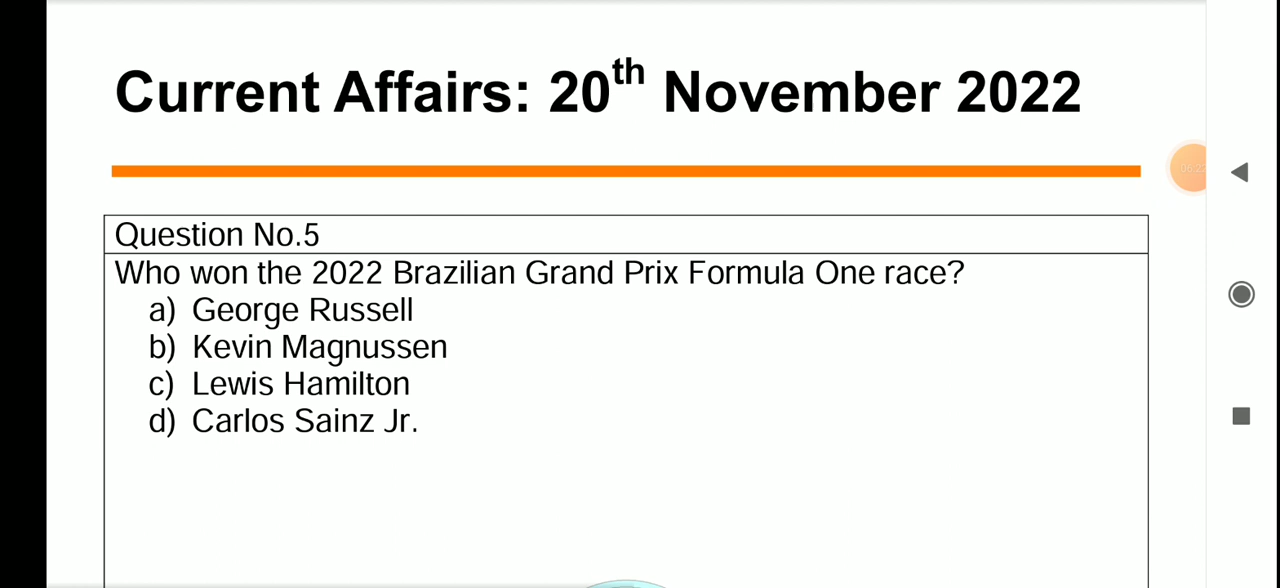 Current Affairs: 20th November 2022
Question No.5
Who won the 2022 Brazilian Grand Prix Formula One race?
a) George Russell
b) Kevin Magnussen
c) Lewis Hamilton
d) Carlos Sainz Jr.